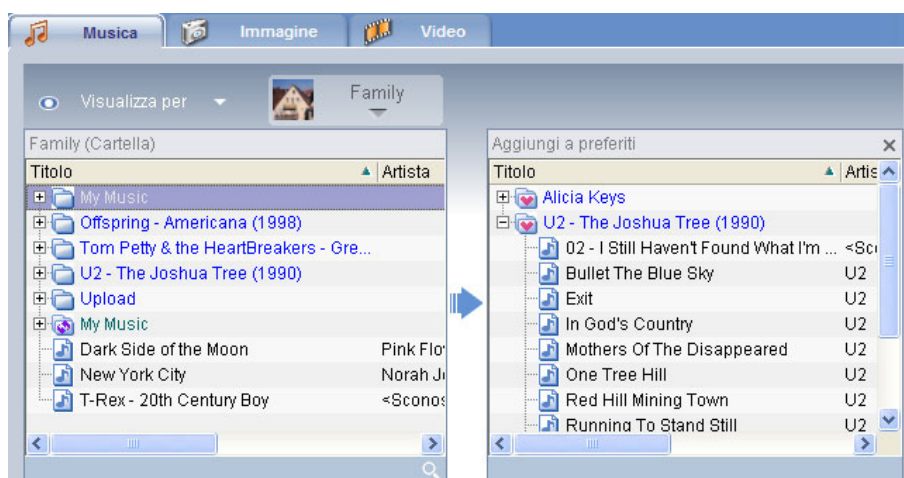 Musica Immagine Video
Visualizza per Family
Family (Cartella)
Titolo Artista
My Music
Offspring - Americana (1998)
Tom Petty & the HeartBreakers - Gre...
U2 - The Joshua Tree (1990)
Upload
My Music
Dark Side of the Moon Pink Flo
New York City Norah J
T-Rex - 20th Century Boy <Scono
Aggiungi a preferiti
Titolo Artis
Alicia Keys
U2 - The Joshua Tree (1990)
02 - I Still Haven't Found What I'm ... <Sco
Bullet The Blue Sky U2
Exit U2
In God's Country U2
Mothers Of The Disappeared U2
One Tree Hill U2
Red Hill Mining Town U2
Running To Stand Still U2